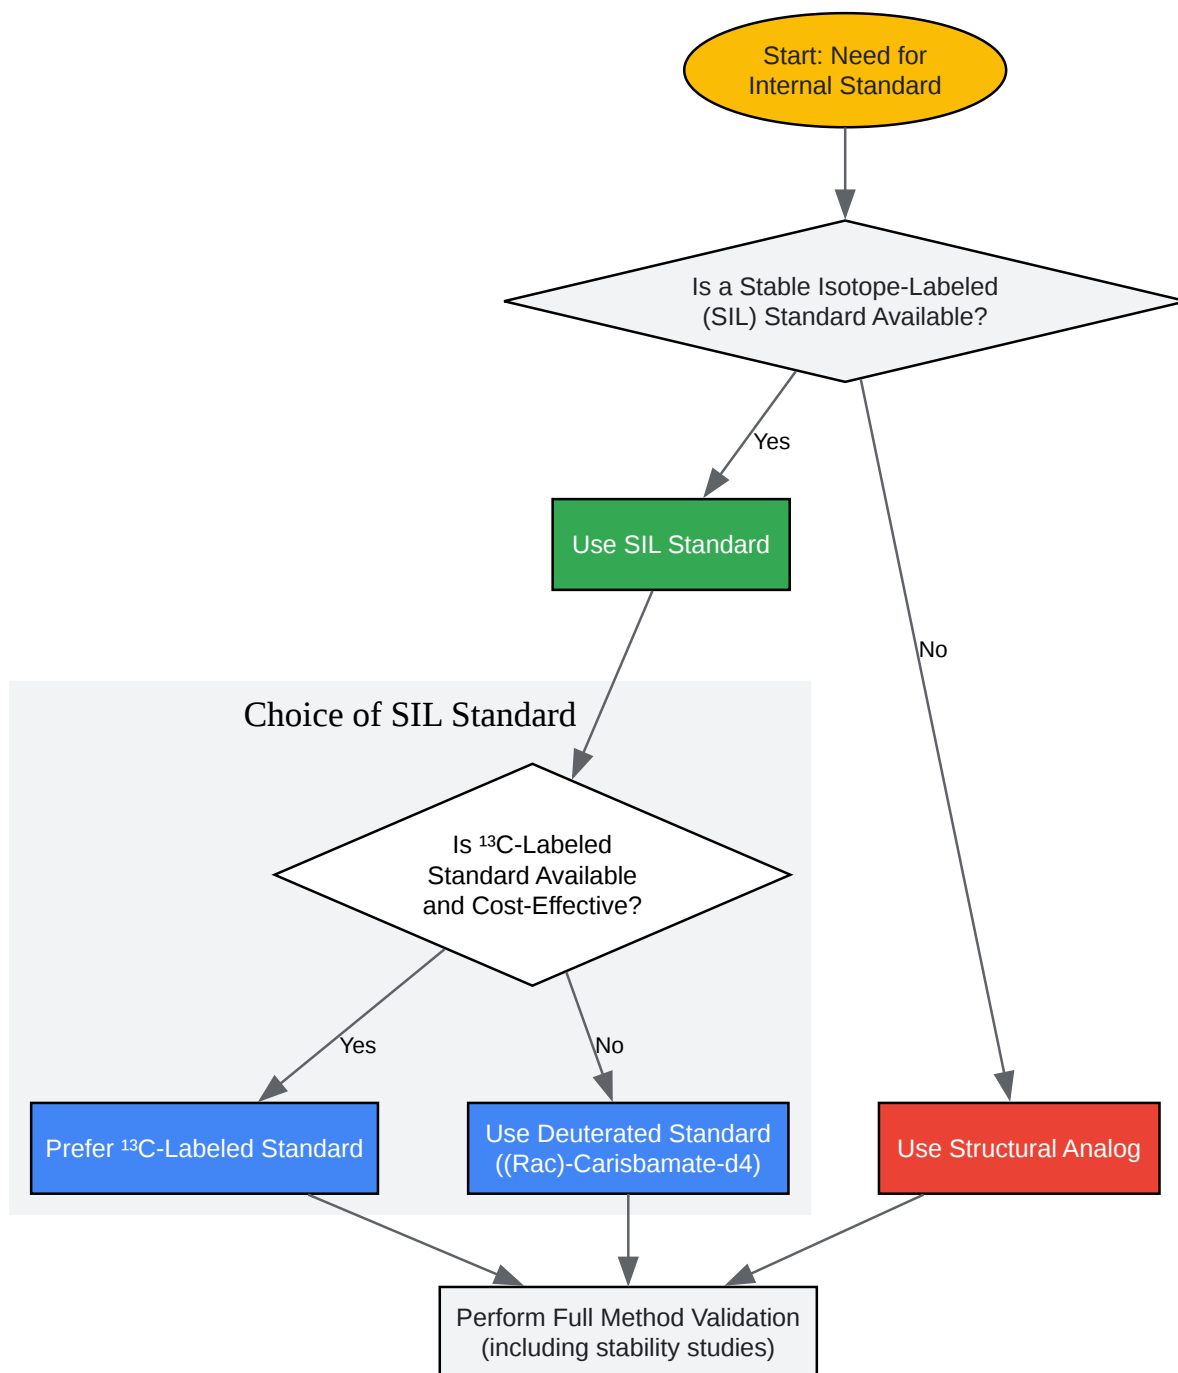 Start: Need for
Internal Standard
Is a Stable Isotope-Labeled
(SIL) Standard Available?
Yes
Use SIL Standard
No
Choice of SIL Standard
Is ¹³C-Labeled
Standard Available
and Cost-Effective?
Yes
No
Prefer ¹³C-Labeled Standard
Use Deuterated Standard
((Rac)-Carisbamate-d4)
Use Structural Analog
Perform Full Method Validation
(including stability studies)